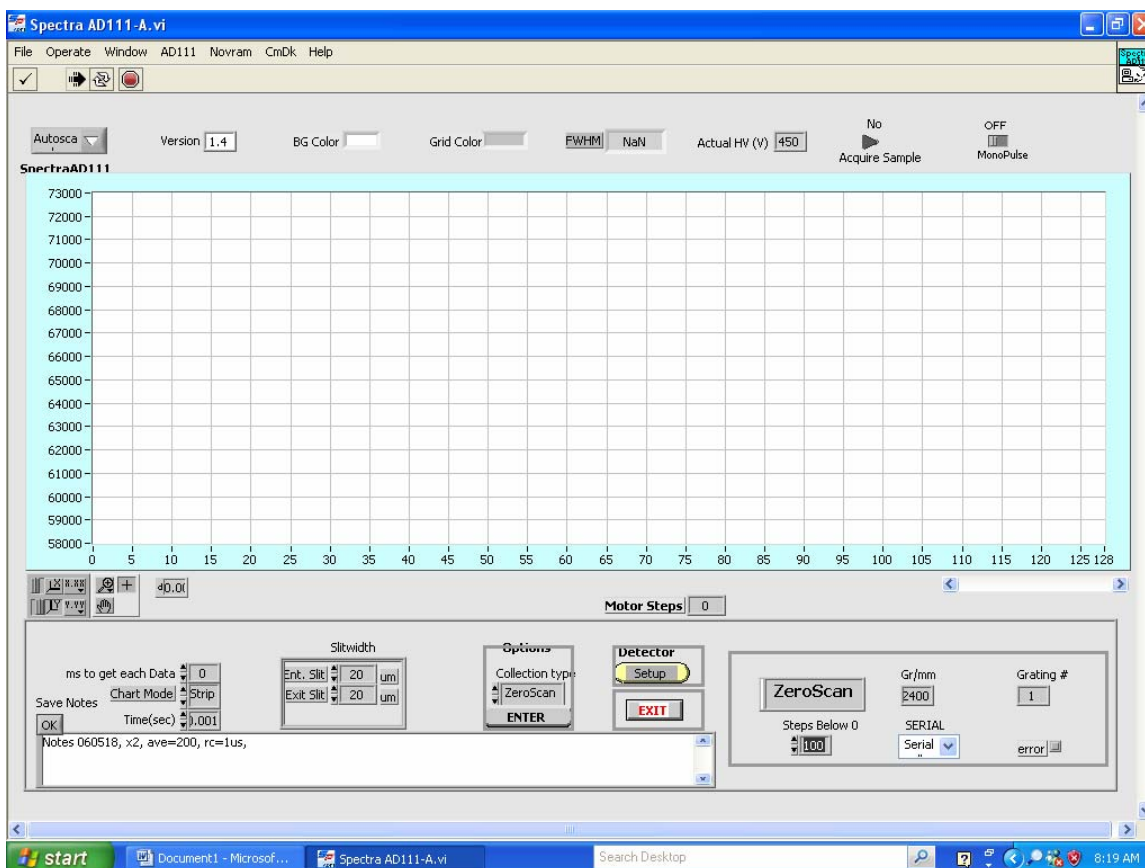 Spectra AD111-A.vi
File Operate Window AD111 Novram CmDk Help
Autosca
Version 1.4
BG Color
Grid Color
FWHM NaN
Actual HV (V) 450
No
Acquire Sample
OFF
MonoPulse
SpectraAD111
73000
72000
71000
70000
69000
68000
67000
66000
65000
64000
63000
62000
61000
60000
59000
58000
0 5 10 15 20 25 30 35 40 45 50 55 60 65 70 75 80 85 90 95 100 105 110 115 120 125 128
Motor Steps 0
ms to get each Data 0
Chart Mode Strip
Time(sec) 0.001
Save Notes
OK
Slitwidth
Ent. Slit 20 um
Exit Slit 20 um
Options
Collection type
ZeroScan
ENTER
Detector
Setup
EXIT
ZeroScan
Steps Below 0
100
Gr/mm
2400
SERIAL
Serial
Grating #
1
error
Notes 060518, x2, ave=200, rc=1us,
start Document1 - Microsof... Spectra AD111-A.vi Search Desktop 8:19 AM